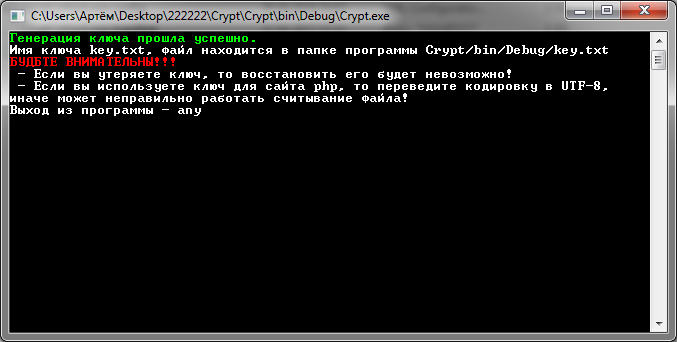 C:\Users\Артём\Desktop\222222\Crypt\Crypt\bin\Debug\Crypt.exe
Генерация ключа прошла успешно.
Имя ключа key.txt, файл находится в папке программы Crypt/bin/Debug/key.txt
БУДЬТЕ ВНИМАТЕЛЬНЫ!!!
- Если вы утеряете ключ, то восстановить его будет невозможно!
- Если вы используете ключ для сайта php, то переведите кодировку в UTF-8,
иначе может неправильно работать считывание файла!
Выход из программы - any